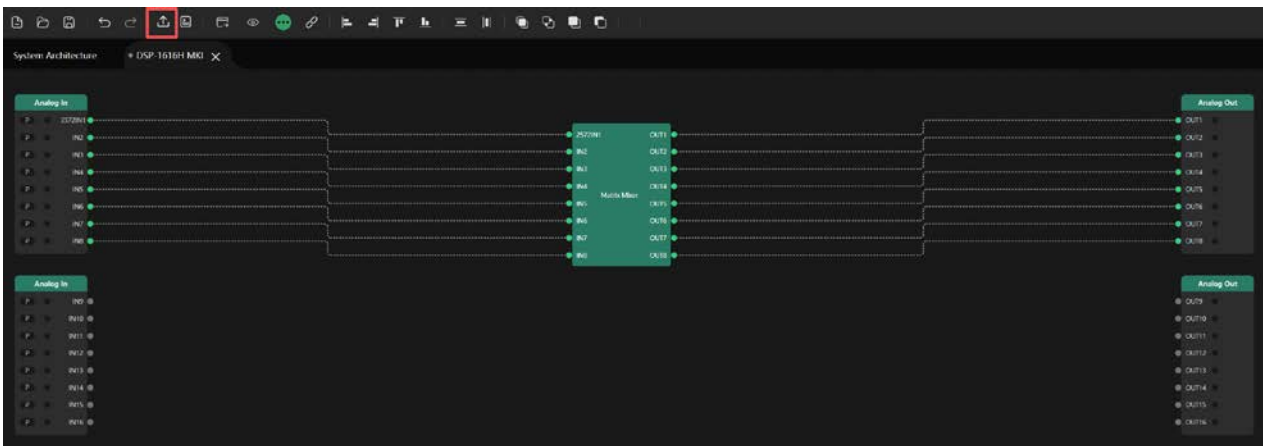 System Architecture
* DSP-1616H MKI
Analog In
P 2572IN1
P IN2
P IN3
P IN4
P IN5
P IN6
P IN7
P IN8
2572IN1 OUT1
IN2 OUT2
IN3 OUT3
IN4 OUT4
Matrix Mixer
IN5 OUT5
IN6 OUT6
IN7 OUT7
IN8 OUT8
Analog Out
OUT1
OUT2
OUT3
OUT4
OUT5
OUT6
OUT7
OUT8
Analog In
P IN9
P IN10
P IN11
P IN12
P IN13
P IN14
P IN15
P IN16
Analog Out
OUT9
OUT10
OUT11
OUT12
OUT13
OUT14
OUT15
OUT16